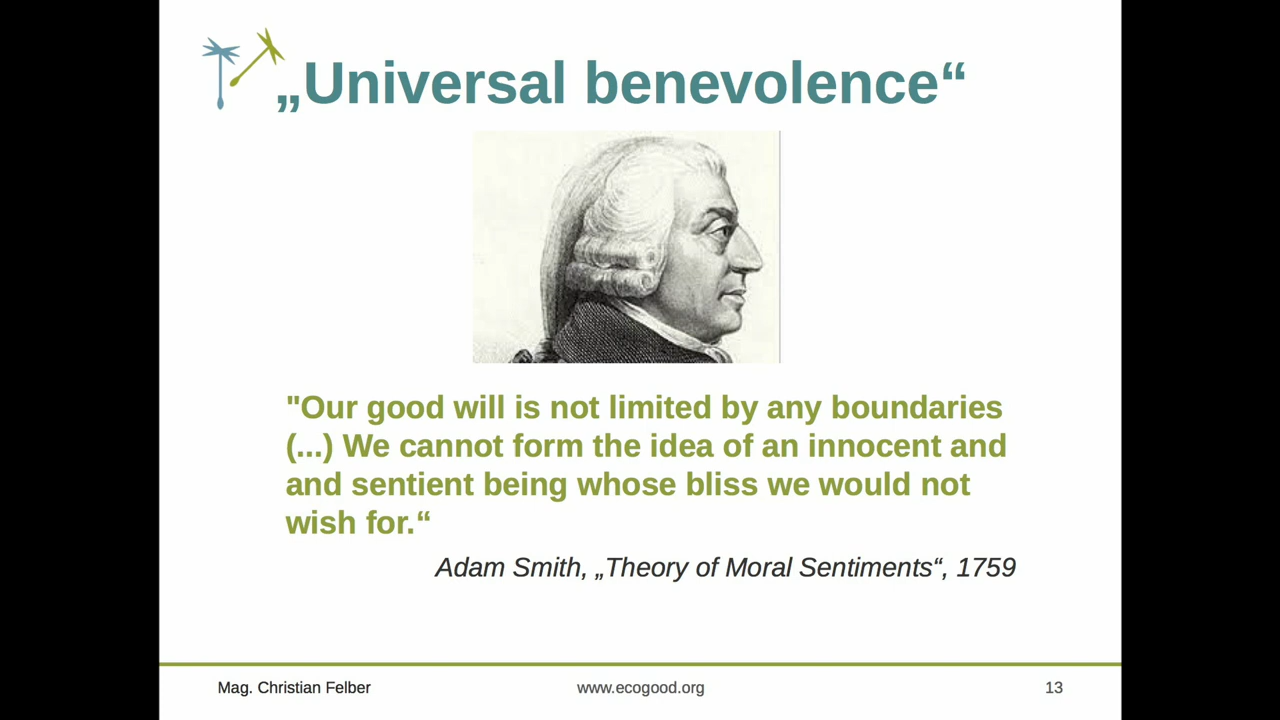 „Universal benevolence“
"Our good will is not limited by any boundaries
(...) We cannot form the idea of an innocent and
and sentient being whose bliss we would not
wish for.“
Adam Smith, „Theory of Moral Sentiments“, 1759
Mag. Christian Felber
www.ecogood.org
13